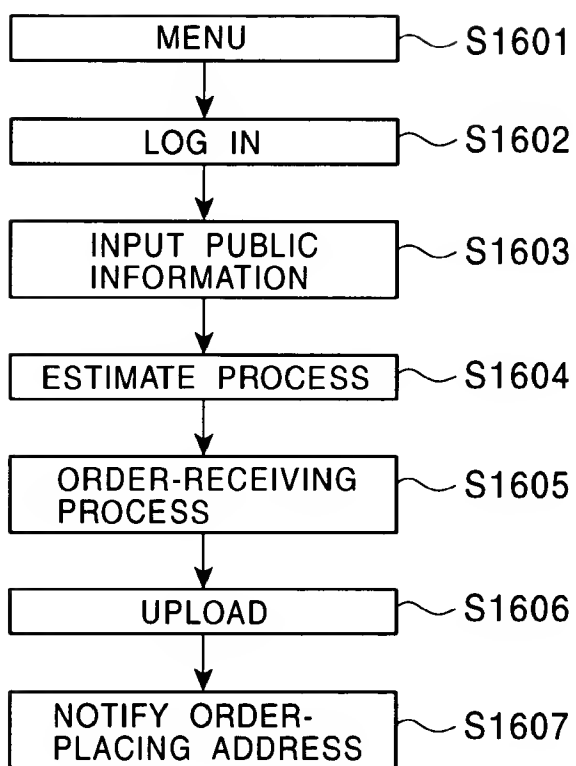 MENU S1601
LOG IN S1602
INPUT PUBLIC
INFORMATION S1603
ESTIMATE PROCESS S1604
ORDER-RECEIVING
PROCESS S1605
UPLOAD S1606
NOTIFY ORDER-
PLACING ADDRESS S1607